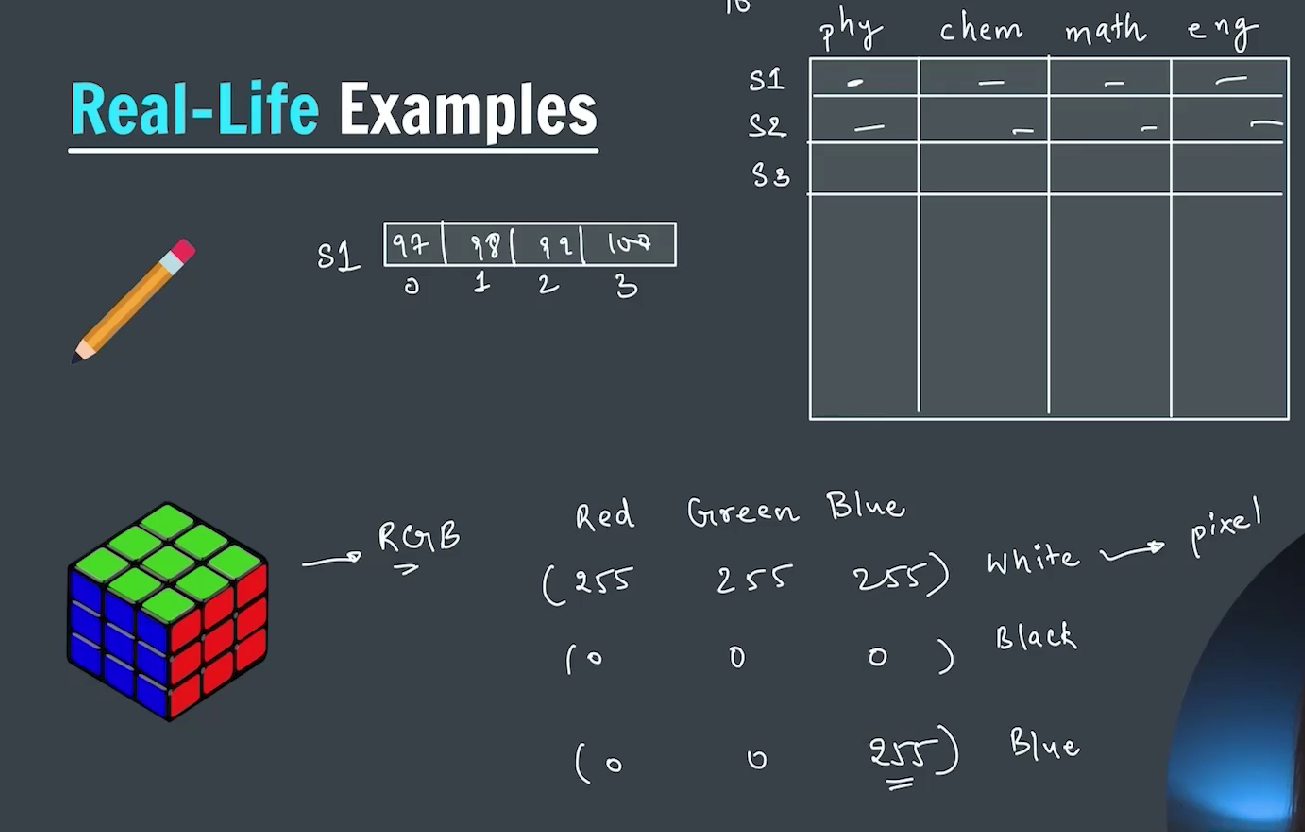 10
phy chem math eng
Real-Life Examples
S1
S2
S3
S1 97 98 99 100
0 1 2 3
RGB
Red Green Blue
(255 255 255) White → pixel
(0 0 0) Black
(0 0 255) Blue